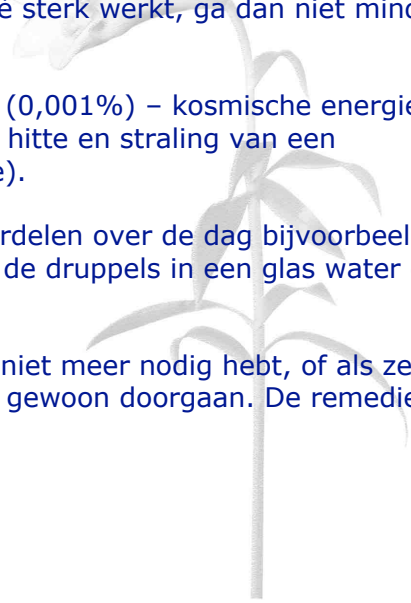 é sterk werkt, ga dan niet mind
(0,001%) – kosmische energie
hitte en straling van een
e).
rdelen over de dag bijvoorbeel
de druppels in een glas water
niet meer nodig hebt, of als ze
gewoon doorgaan. De remedie